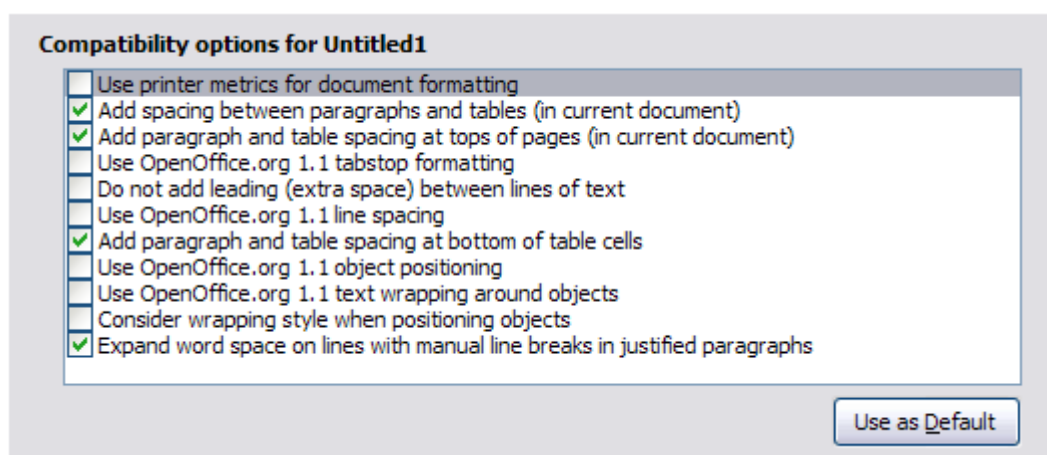 Compatibility options for Untitled1
Use printer metrics for document formatting
Add spacing between paragraphs and tables (in current document)
Add paragraph and table spacing at tops of pages (in current document)
Use OpenOffice.org 1.1 tabstop formatting
Do not add leading (extra space) between lines of text
Use OpenOffice.org 1.1 line spacing
Add paragraph and table spacing at bottom of table cells
Use OpenOffice.org 1.1 object positioning
Use OpenOffice.org 1.1 text wrapping around objects
Consider wrapping style when positioning objects
Expand word space on lines with manual line breaks in justified paragraphs
Use as Default